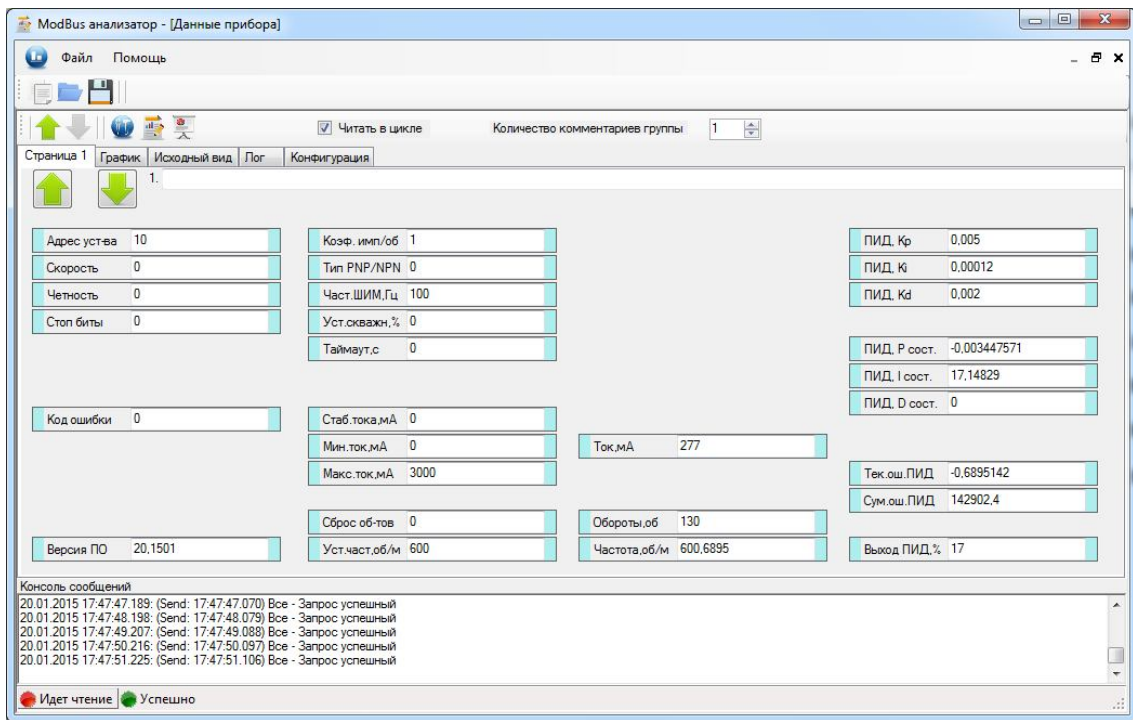 ModBus анализатор - [Данные прибора]
Файл Помощь
Читать в цикле Количество комментариев группы 1
Страница 1 График Исходный вид Лог Конфигурация
1.
Адрес уст-ва 10 Коэф. имп/об 1 ПИД, Kp 0,005
Скорость 0 Тип PNP/NPN 0 ПИД, Ki 0,00012
Четность 0 Част.ШИМ,Гц 100 ПИД, Kd 0,002
Стоп биты 0 Уст.скважн,% 0
Таймаут,с 0 ПИД, P сост. -0,003447571
ПИД, I сост. 17,14829
ПИД, D сост. 0
Код ошибки 0 Стаб.тока,мА 0
Мин.ток,мА 0 Ток,мА 277
Макс.ток,мА 3000 Тек.ош.ПИД -0,6895142
Сум.ош.ПИД 142902,4
Сброс об-тов 0 Обороты,об 130
Версия ПО 20,1501 Уст.част,об/м 600 Частота,об/м 600,6895 Выход ПИД,% 17
Консоль сообщений
20.01.2015 17:47:47.189: (Send: 17:47:47.070) Все - Запрос успешный
20.01.2015 17:47:48.198: (Send: 17:47:48.079) Все - Запрос успешный
20.01.2015 17:47:49.207: (Send: 17:47:49.088) Все - Запрос успешный
20.01.2015 17:47:50.216: (Send: 17:47:50.097) Все - Запрос успешный
20.01.2015 17:47:51.225: (Send: 17:47:51.106) Все - Запрос успешный
Идет чтение Успешно